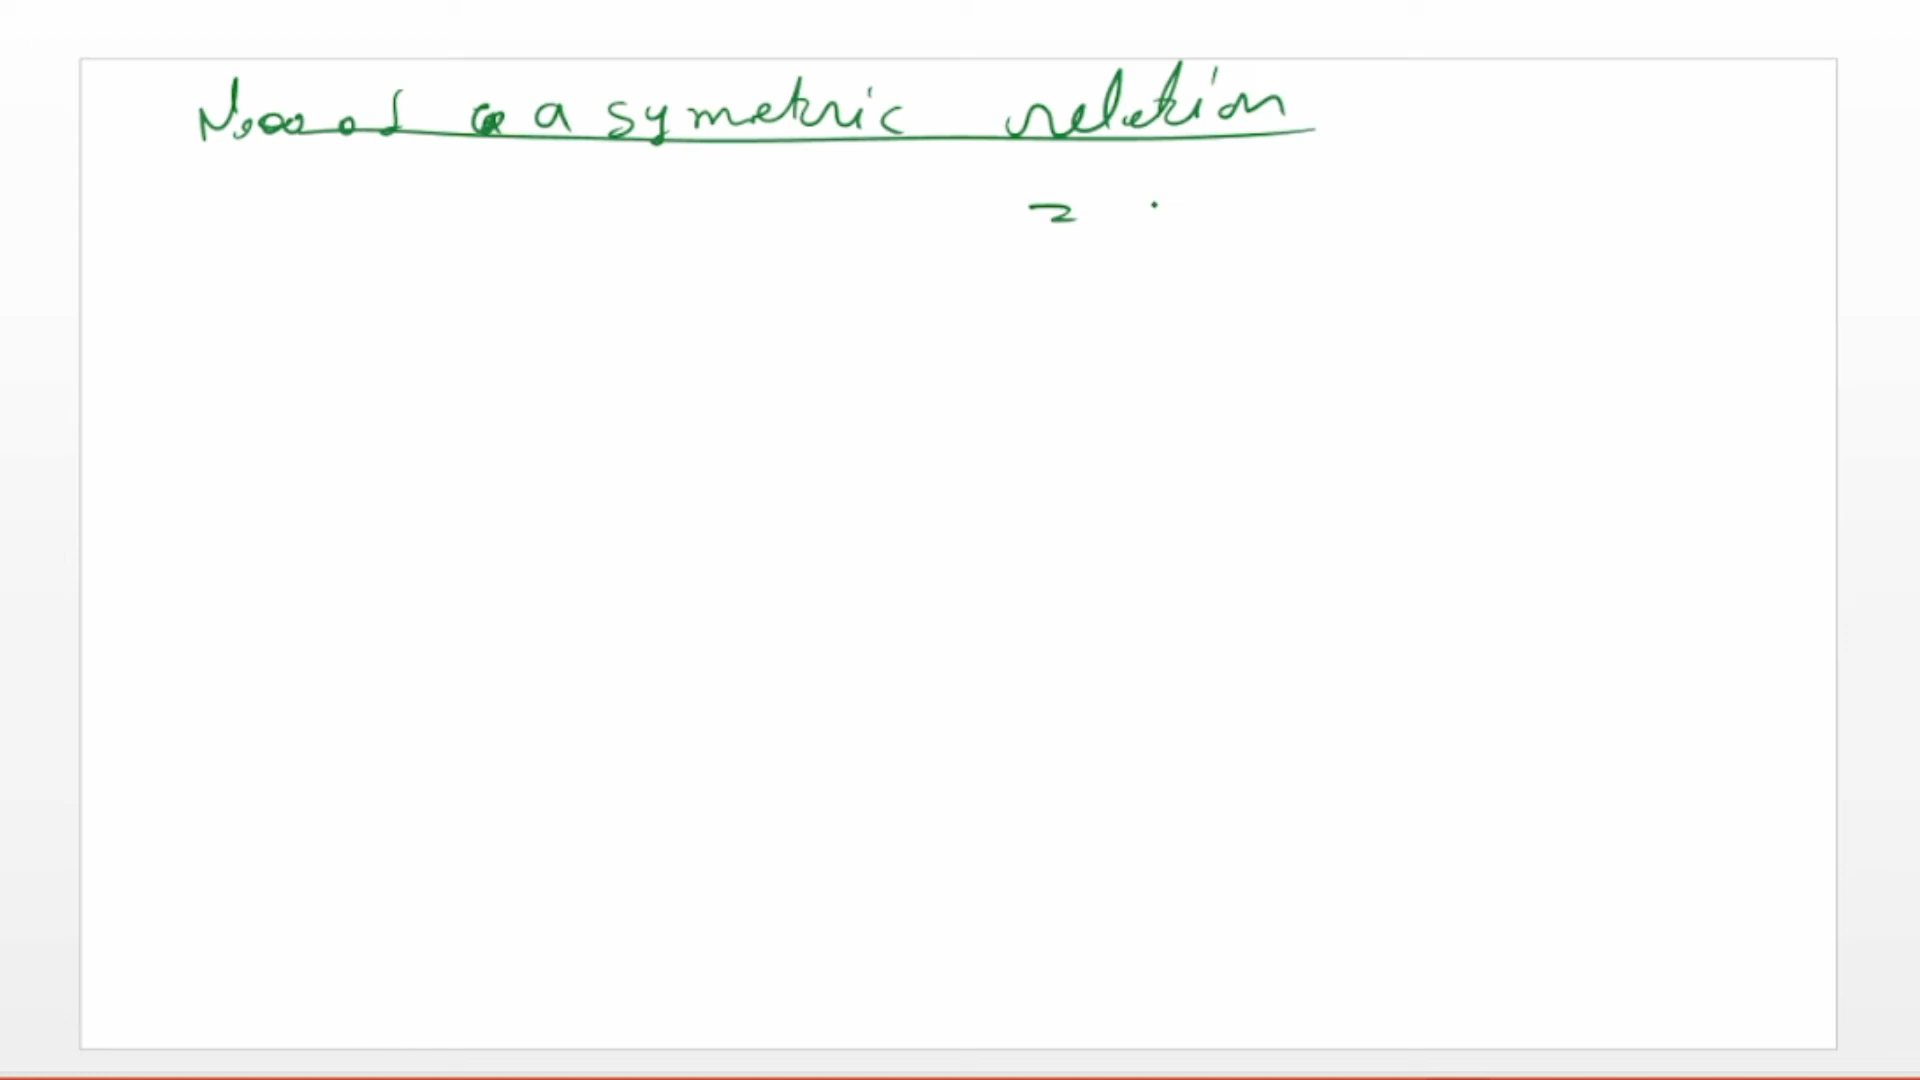 No. of a symetric relation
=